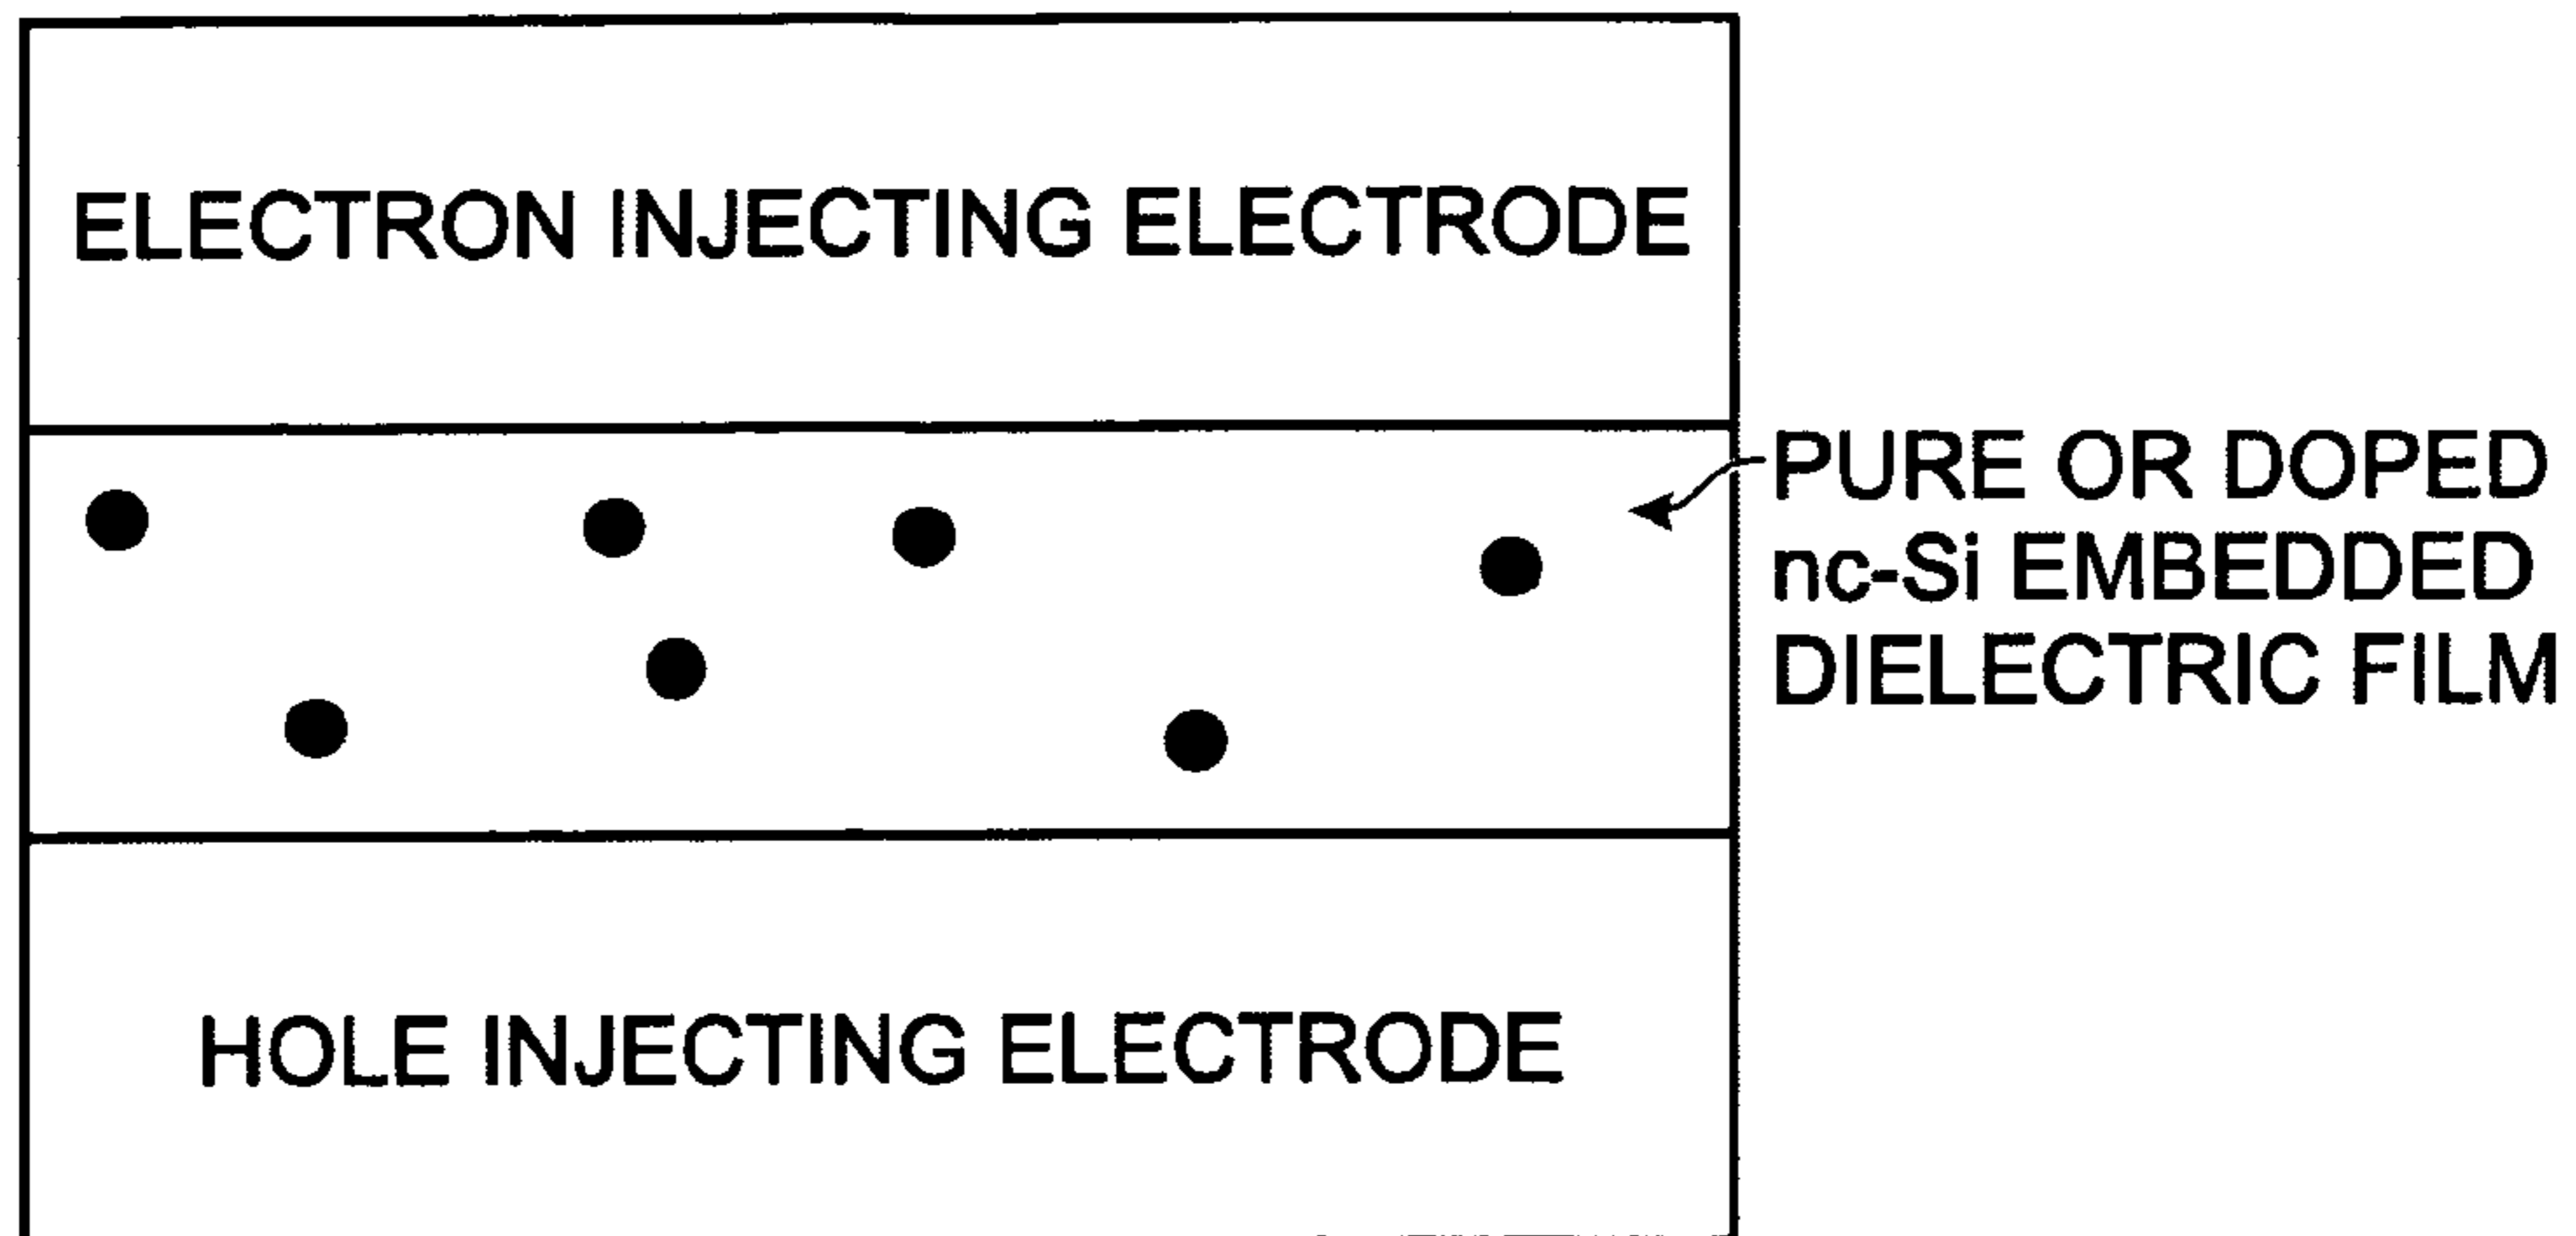 ELECTRON INJECTING ELECTRODE
PURE OR DOPED
nc-Si EMBEDDED
DIELECTRIC FILM
HOLE INJECTING ELECTRODE